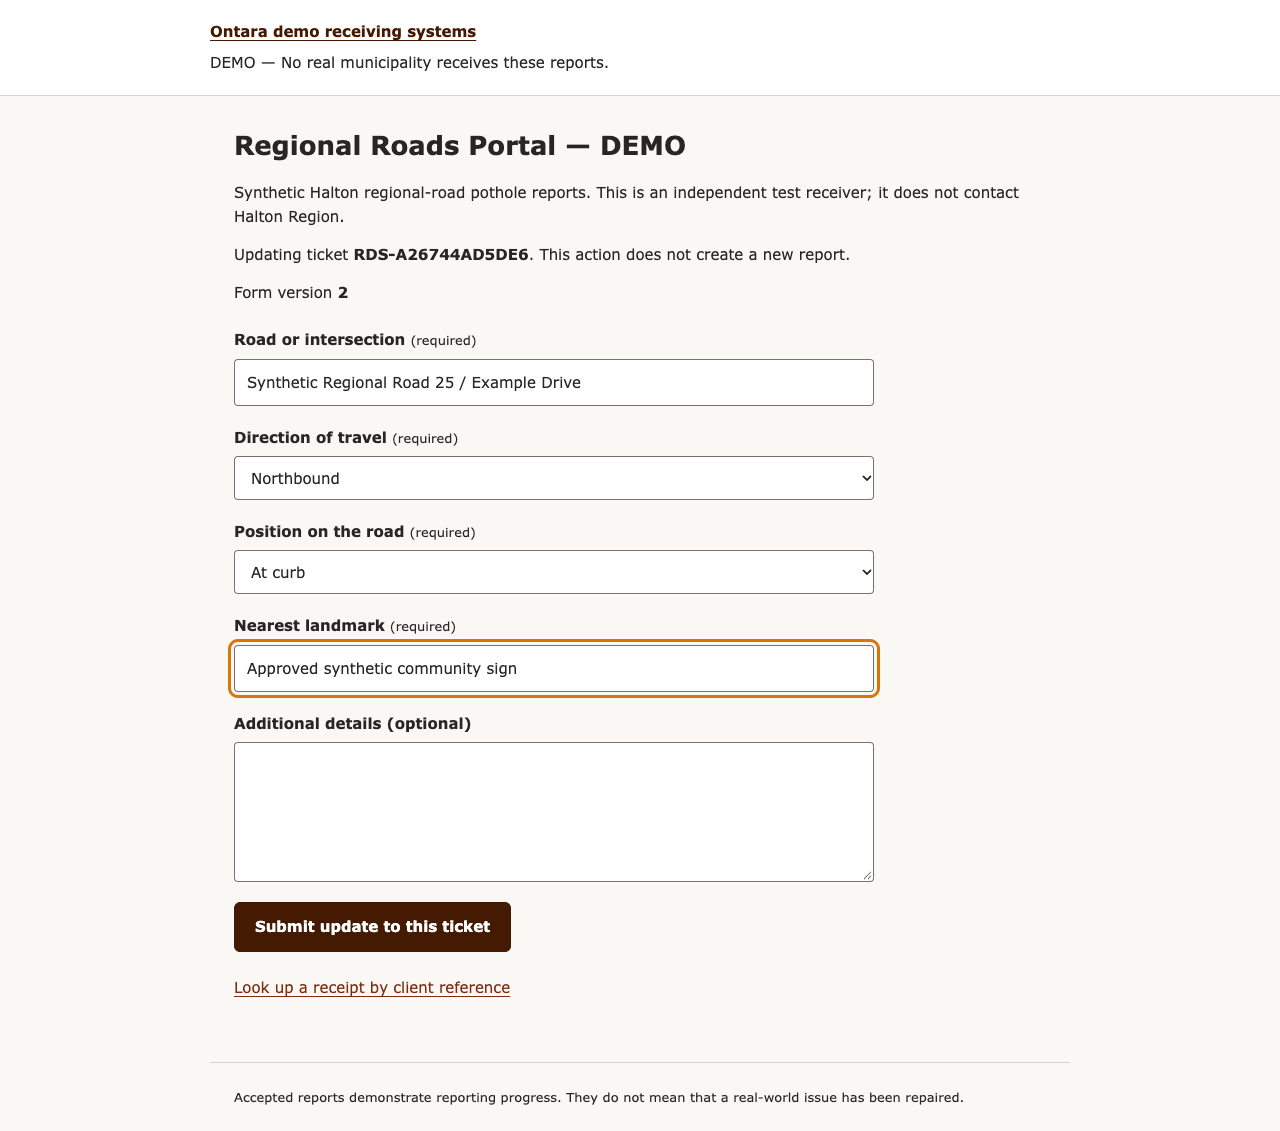 Ontara demo receiving systems
DEMO — No real municipality receives these reports.
Regional Roads Portal — DEMO
Synthetic Halton regional-road pothole reports. This is an independent test receiver; it does not contact
Halton Region.
Updating ticket RDS-A26744AD5DE6. This action does not create a new report.
Form version 2
Road or intersection (required)
Synthetic Regional Road 25 / Example Drive
Direction of travel (required)
Northbound
Position on the road (required)
At curb
Nearest landmark (required)
Approved synthetic community sign
Additional details (optional)
Submit update to this ticket
Look up a receipt by client reference
Accepted reports demonstrate reporting progress. They do not mean that a real-world issue has been repaired.